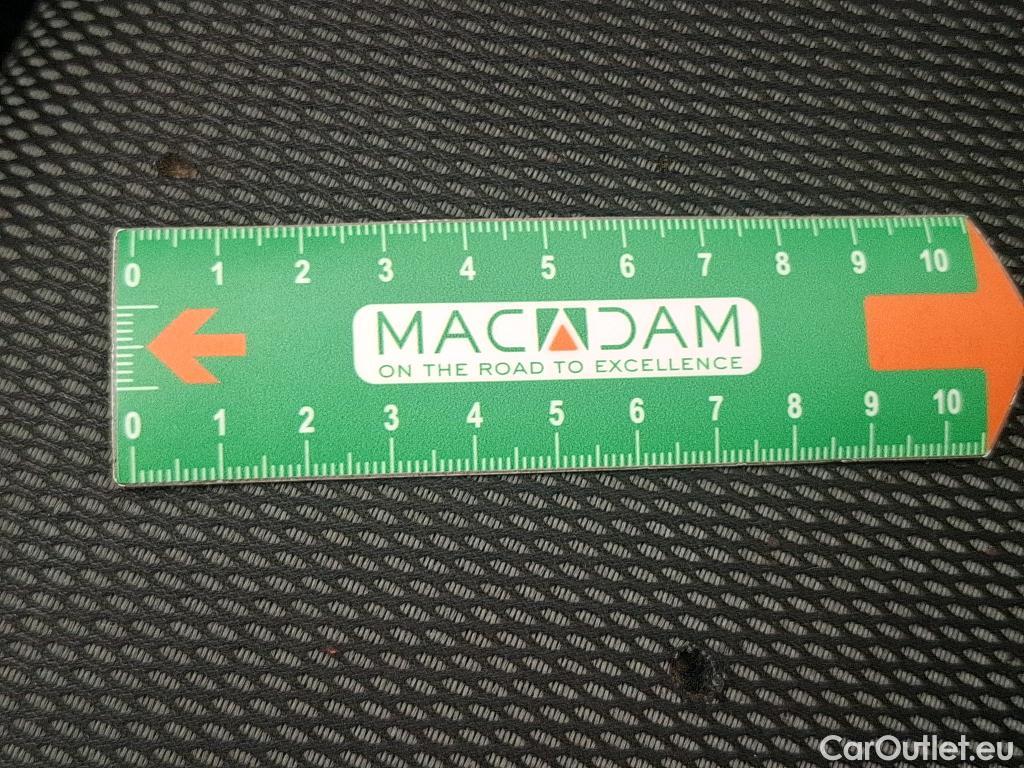 0 1 2 3 4 5 6 7 8 9 10
MACADAM
ON THE ROAD TO EXCELLENCE
0 1 2 3 4 5 6 7 8 9 10
CarOutlet.eu